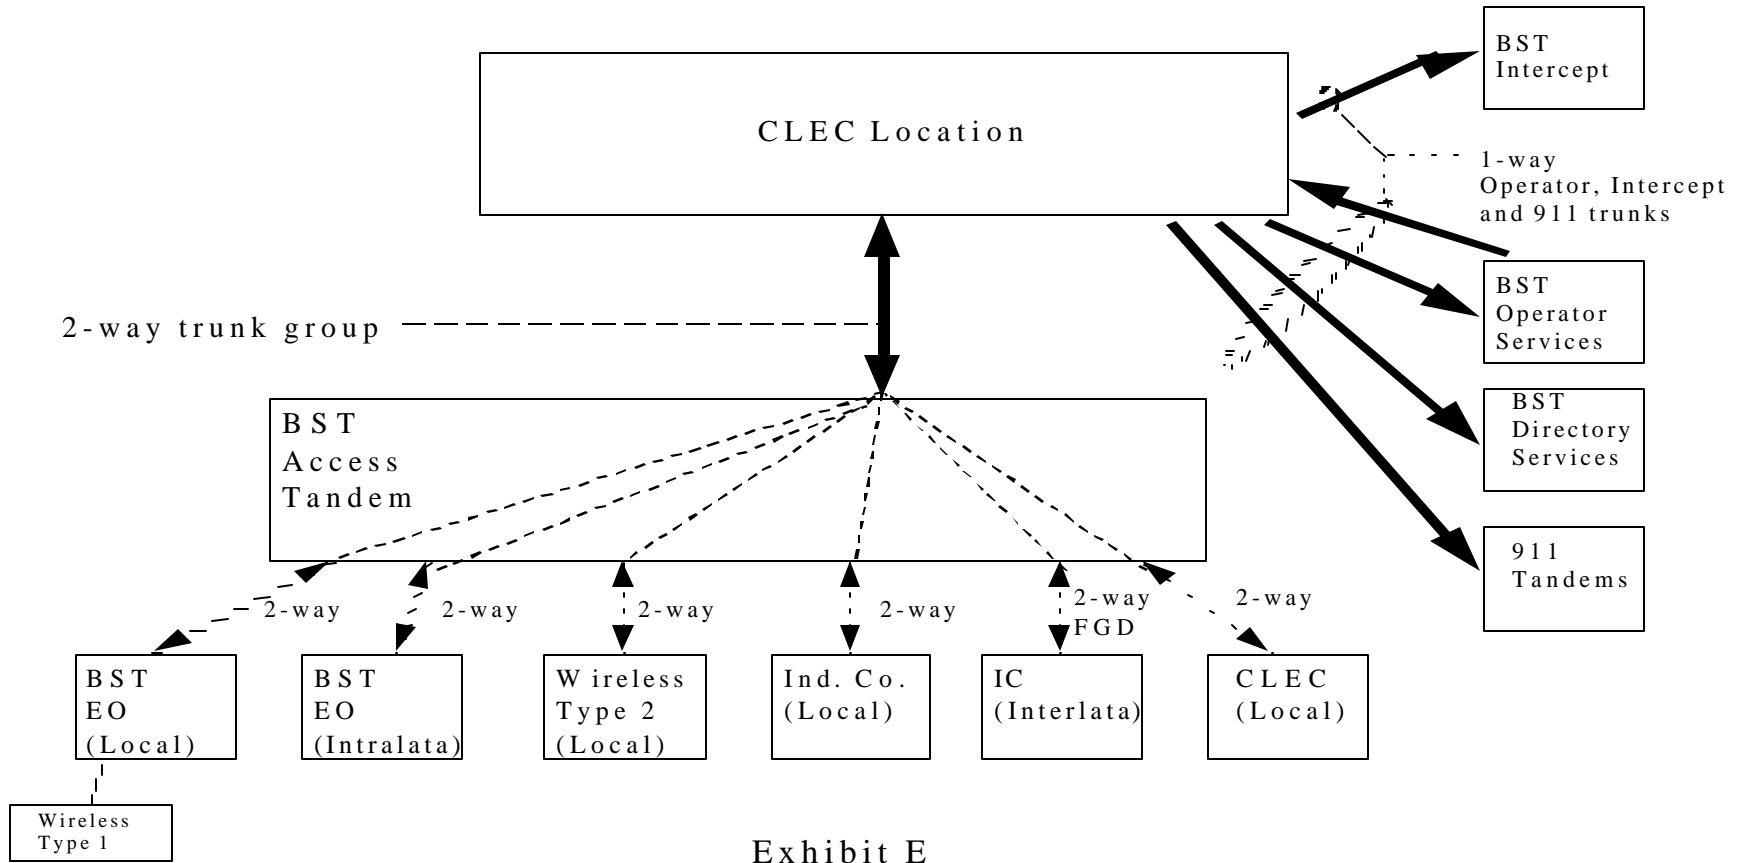 BST
Intercept
CLEC Location
1-way
Operator, Intercept
and 911 trunks
BST
Operator
Services
2-way trunk group
BST
Directory
Services
BST
Access
Tandem
911
Tandems
2-way
2-way
2-way
2-way
2-way
FGD
2-way
BST
EO
(Local)
BST
EO
(Intralata)
Wireless
Type 2
(Local)
Ind. Co.
(Local)
IC
(Interlata)
CLEC
(Local)
Wireless
Type 1
Exhibit E